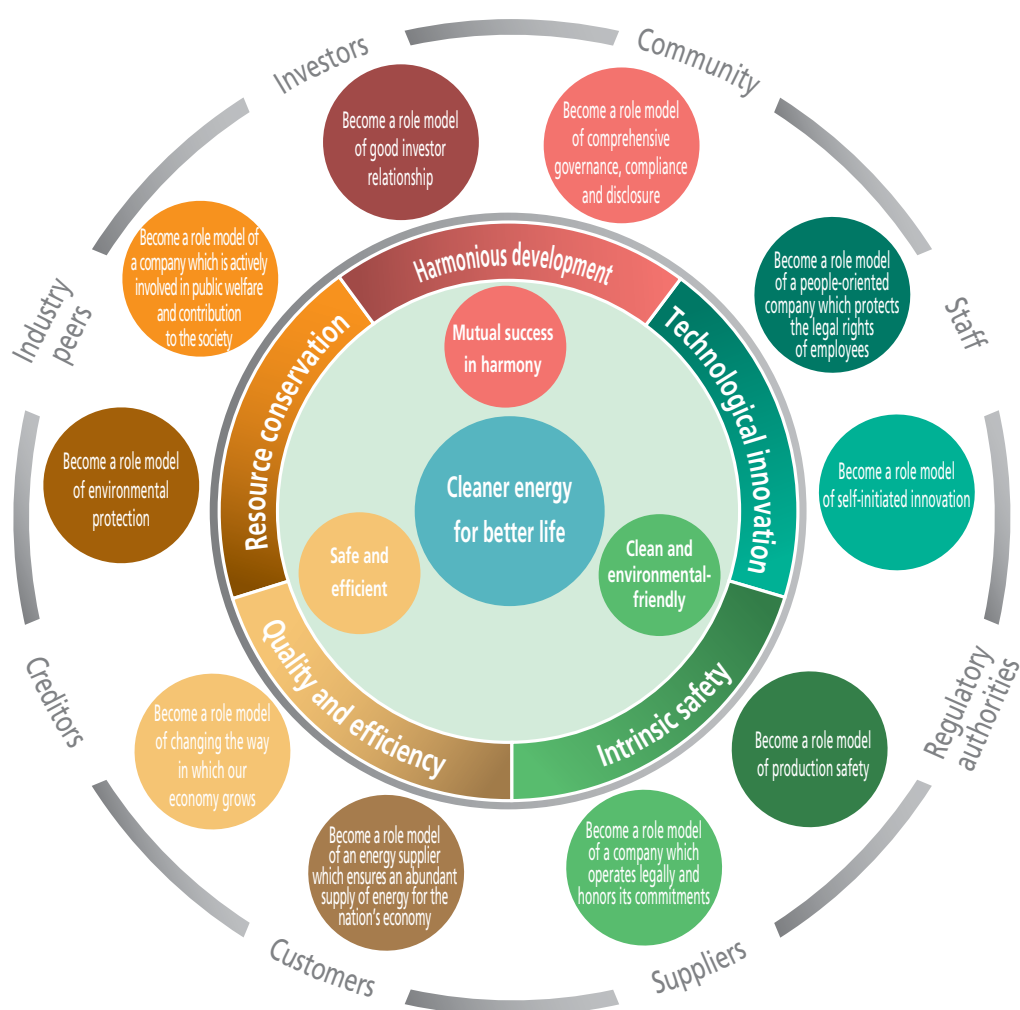 Investors
Community
Become a role model
of good investor
relationship
Become a role model
of comprehensive
governance, compliance
and disclosure
Become a role model of
a company which is actively
involved in public welfare
and contribution
to the society
Become a role model
of a people-oriented
company which protects
the legal rights
of employees
Industry
peers
Staff
Harmonious development
Resource conservation
Technological innovation
Mutual success
in harmony
Become a role model
of environmental
protection
Cleaner energy
for better life
Become a role model
of self-initiated innovation
Safe and
efficient
Clean and
environmental-
friendly
Quality and efficiency
Intrinsic safety
Creditors
Regulatory
authorities
Become a role model
of changing the way
in which our
economy grows
Become a role model
of production safety
Become a role model
of an energy supplier
which ensures an abundant
supply of energy for the
nation's economy
Become a role model
of a company which
operates legally and
honors its commitments
Customers
Suppliers